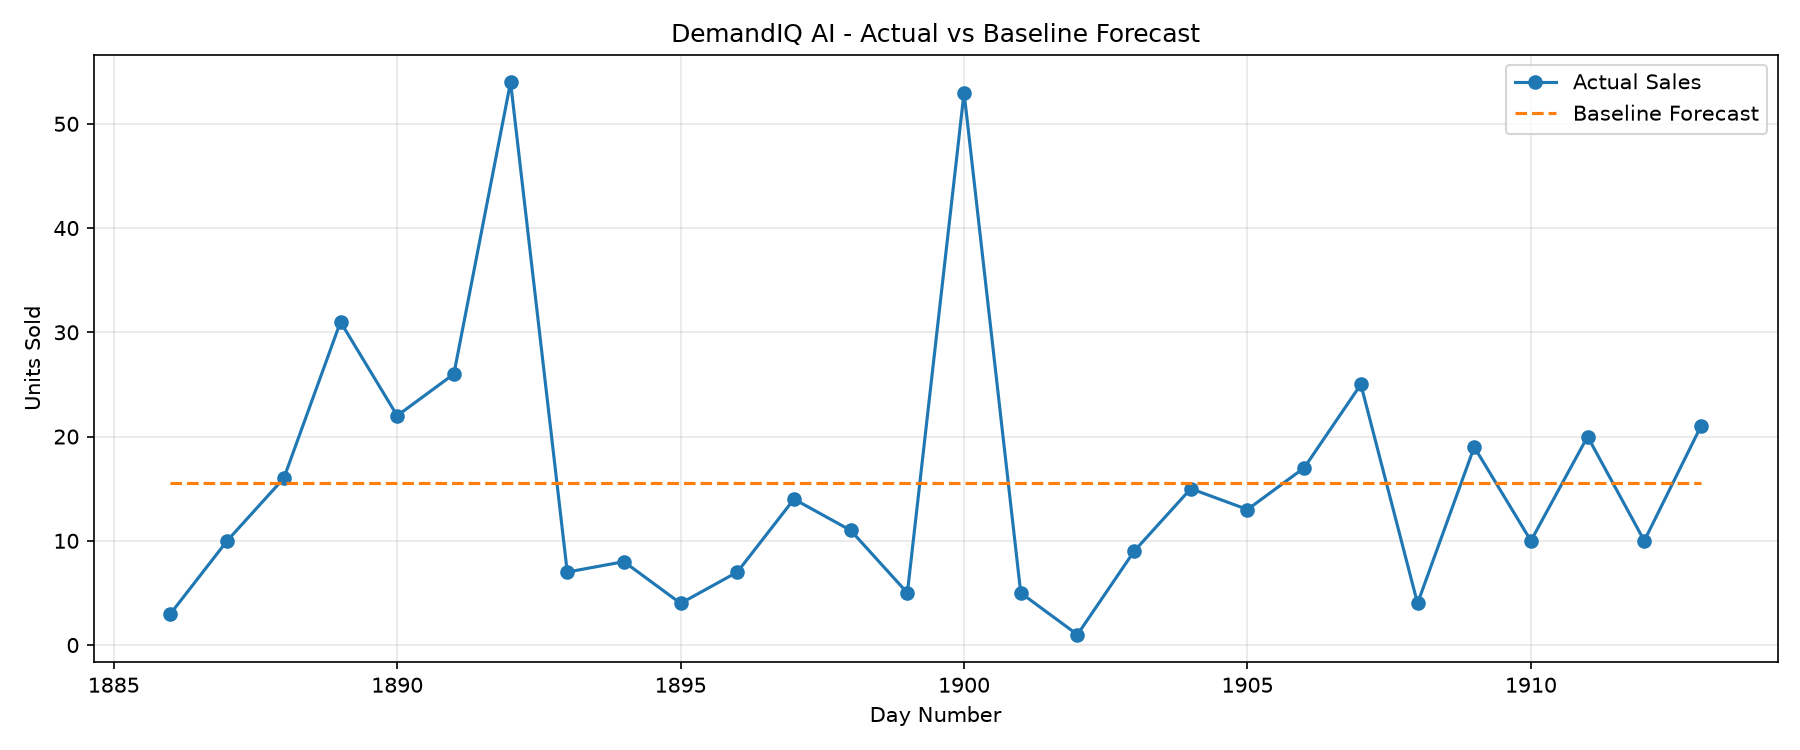 DemandIQ AI - Actual vs Baseline Forecast
Actual Sales
Baseline Forecast
Units Sold
50
40
30
20
10
0
1885 1890 1895 1900 1905 1910
Day Number